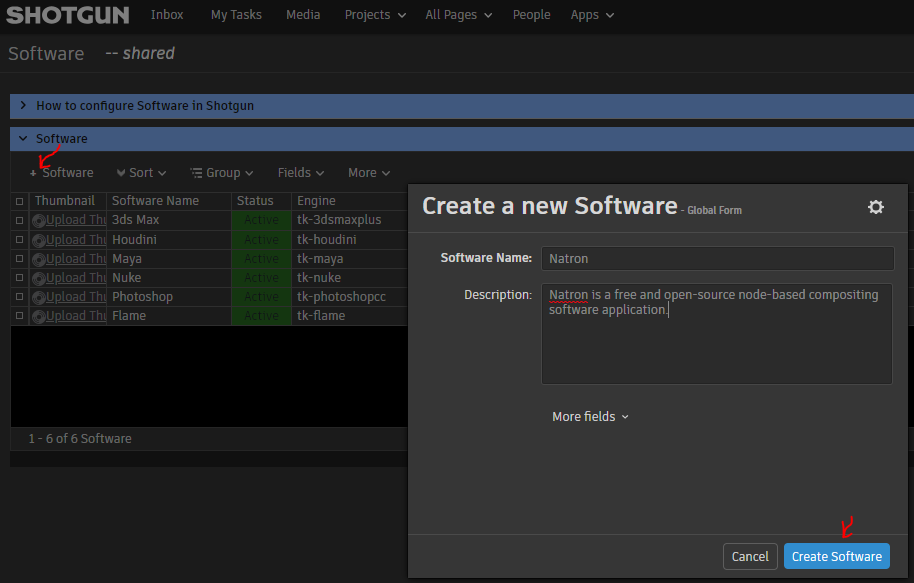 SHOTGUN Inbox My Tasks Media Projects All Pages People Apps
Software -- shared
How to configure Software in Shotgun
Software
+ Software Sort Group Fields More
Thumbnail Software Name Status Engine
Upload Thu 3ds Max Active tk-3dsmaxplus
Upload Thu Houdini Active tk-houdini
Upload Thu Maya Active tk-maya
Upload Thu Nuke Active tk-nuke
Upload Thu Photoshop Active tk-photoshopcc
Upload Thu Flame Active tk-flame
1 - 6 of 6 Software
Create a new Software - Global Form
Software Name: Natron
Description: Natron is a free and open-source node-based compositing
software application.
More fields
Cancel Create Software